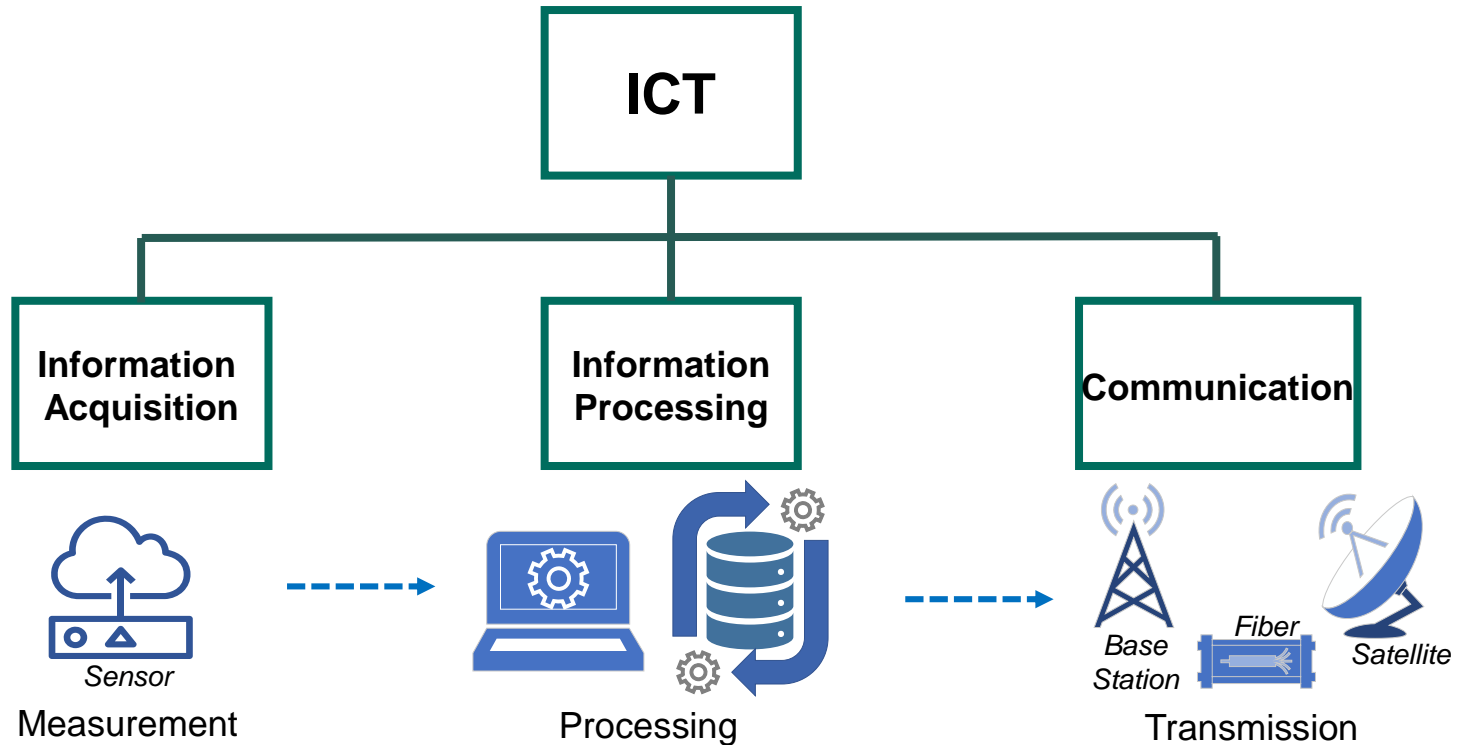 ICT
Information
Acquisition
Information
Processing
Communication
Sensor
Base
Station
Fiber
Satellite
Measurement
Processing
Transmission